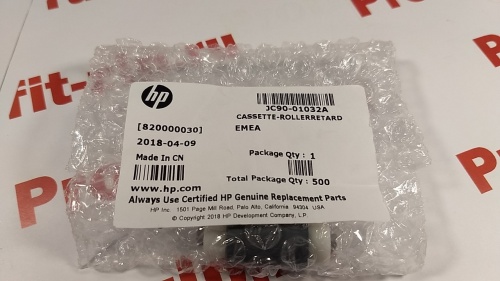 hp
JC90-01032A
CASSETTE-ROLLERRETARD
[820000030]
EMEA
2018-04-09
Made In CN
Package Qty : 1
Total Package Qty : 500
www.hp.com
Always Use Certified HP Genuine Replacement Parts
HP Inc. 1501 Page Mill Road, Palo Alto, California 94304 USA
© Copyright 2018 HP Development Company, L.P.